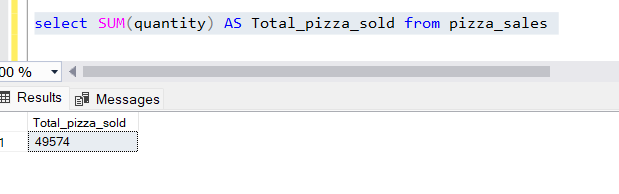 select SUM(quantity) AS Total_pizza_sold from pizza_sales
00 %
Results Messages
Total_pizza_sold
1 49574